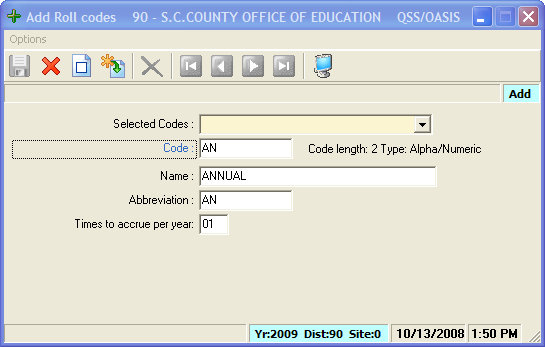 Add Roll codes 90 - S.C.COUNTY OFFICE OF EDUCATION QSS/OASIS
Options
Add
Selected Codes :
Code : AN Code length: 2 Type: Alpha/Numeric
Name : ANNUAL
Abbreviation : AN
Times to accrue per year: 01
Yr:2009 Dist:90 Site:0 10/13/2008 1:50 PM